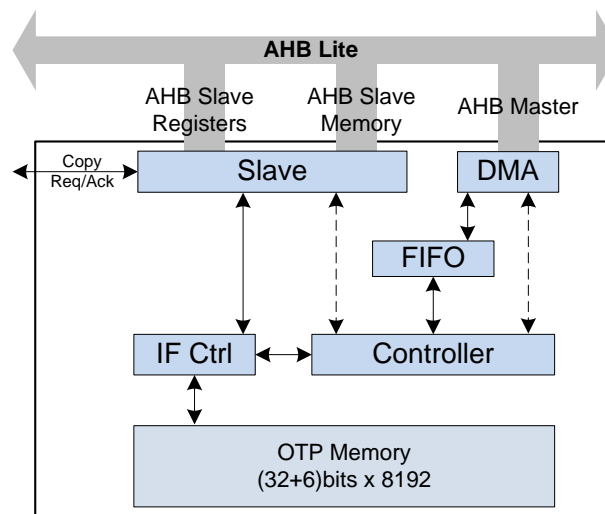 AHB Lite
AHB Slave
Registers
AHB Slave
Memory
AHB Master
Copy
Req/Ack
Slave
DMA
FIFO
IF Ctrl
Controller
OTP Memory
(32+6)bits x 8192